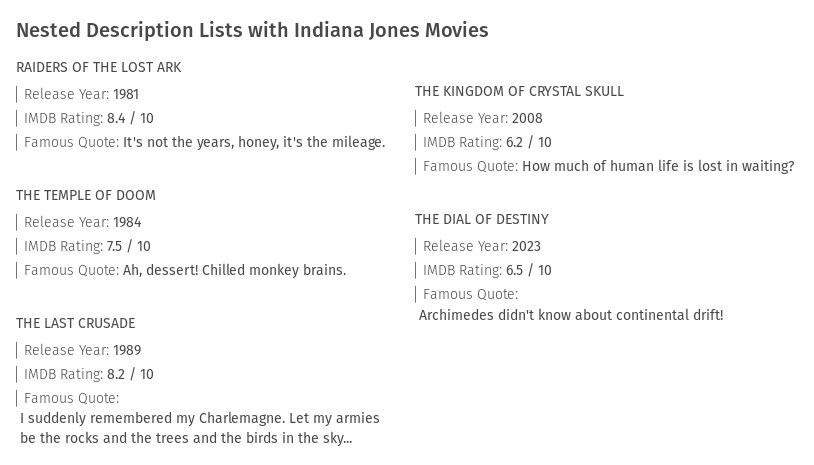 Nested Description Lists with Indiana Jones Movies
RAIDERS OF THE LOST ARK
Release Year: 1981
IMDB Rating: 8.4 / 10
Famous Quote: It's not the years, honey, it's the mileage.
THE TEMPLE OF DOOM
Release Year: 1984
IMDB Rating: 7.5 / 10
Famous Quote: Ah, dessert! Chilled monkey brains.
THE LAST CRUSADE
Release Year: 1989
IMDB Rating: 8.2 / 10
Famous Quote:
I suddenly remembered my Charlemagne. Let my armies
be the rocks and the trees and the birds in the sky...
THE KINGDOM OF CRYSTAL SKULL
Release Year: 2008
IMDB Rating: 6.2 / 10
Famous Quote: How much of human life is lost in waiting?
THE DIAL OF DESTINY
Release Year: 2023
IMDB Rating: 6.5 / 10
Famous Quote:
Archimedes didn't know about continental drift!